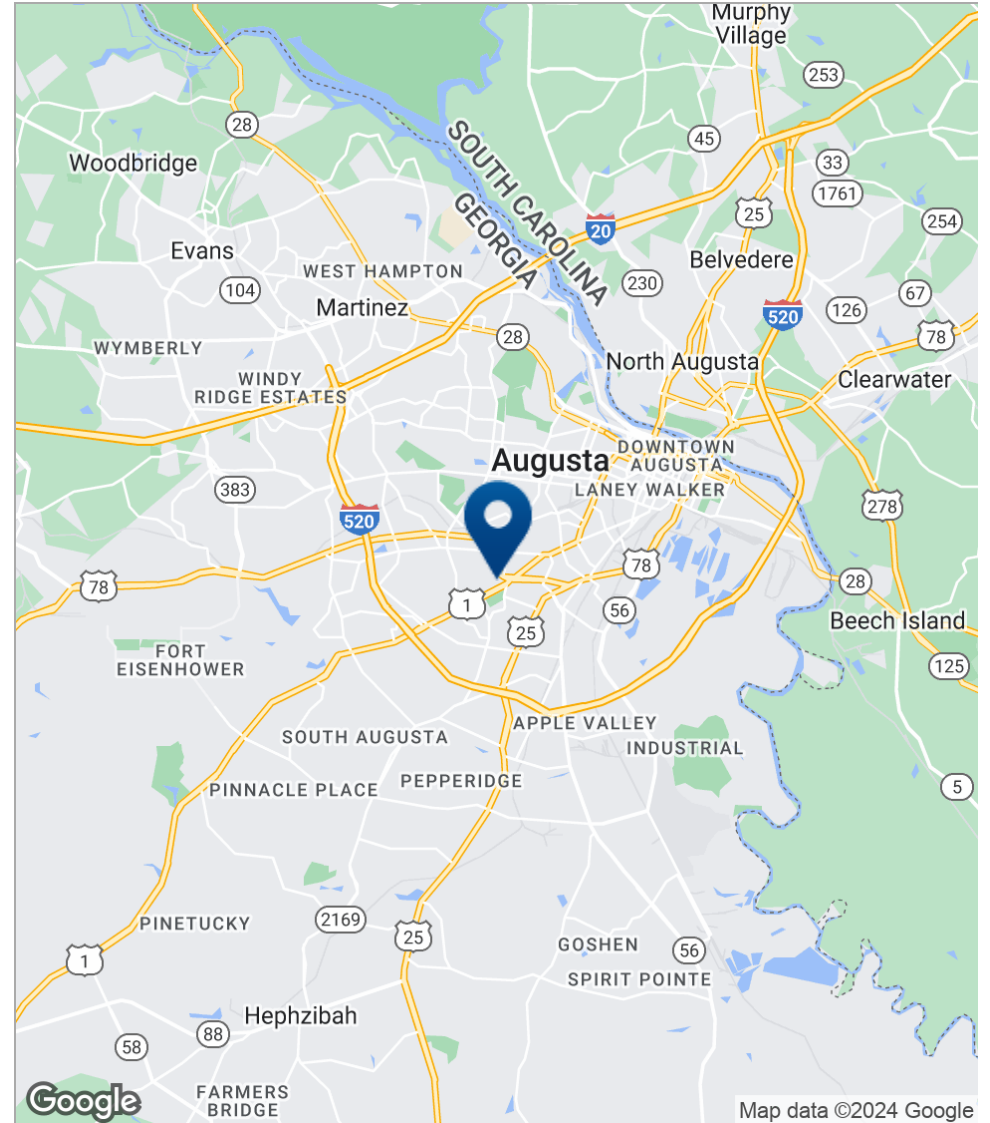 Murphy
Village
253
28
45
SOUTH CAROLINA
33
Woodbridge
1761
25
254
GEORGIA
20
Evans
Belvedere
WEST HAMPTON
230
104
67
Martinez
126
520
28
78
WYMBERLY
North Augusta
WINDY
RIDGE ESTATES
Clearwater
DOWNTOWN
AUGUSTA
Augusta
LANEY WALKER
383
278
520
78
78
28
1
56
Beech Island
25
FORT
EISENHOWER
125
APPLE VALLEY
SOUTH AUGUSTA
INDUSTRIAL
PEPPERIDGE
PINNACLE PLACE
5
2169
PINETUCKY
25
GOSHEN
56
1
SPIRIT POINTE
Hephzibah
88
58
FARMERS
BRIDGE
Google
Map data ©2024 Google